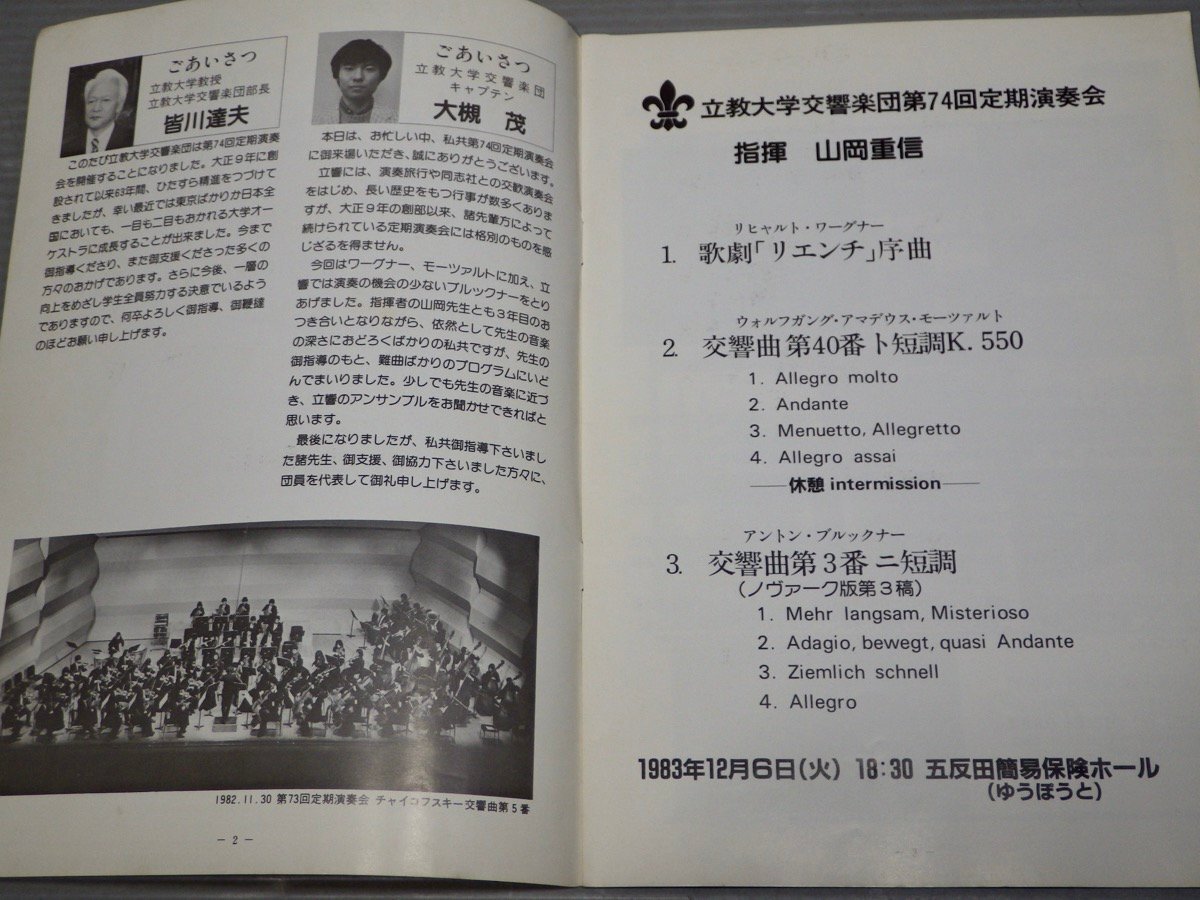 ごあいさつ
立教大学教授
立教大学交響楽団部長
皆川達夫
このたび立教大学交響楽団は第74回定期演奏
会を開催することになりました。大正9年に創
設されて以来63年間、ひたすら精進をつづけて
きましたが、幸い最近では東京ばかりか日本全
国においても、一目も二目もおかれる大学オー
ケストラに成長することが出来ました。今まで
御指導くださり、また御支援くださった多くの
方々のおかげであります。さらに今後、一層の
向上をめざし学生全員努力する決意でいるよう
でありますので、何卒よろしく御指導、御鞭撻
のほどお願い申し上げます。
ごあいさつ
立教大学交響楽団
キャプテン
大槻 茂
本日は、お忙しい中、私共第74回定期演奏会
に御来場いただき、誠にありがとうございます。
立響には、演奏旅行や同志社との交歓演奏会
をはじめ、長い歴史をもつ行事が数多くありま
すが、大正9年の創部以来、諸先輩方によって
続けられている定期演奏会には格別のものを感
じざるを得ません。
今回はワーグナー、モーツァルトに加え、立
響では演奏の機会の少ないブルックナーをとり
あげました。指揮者の山岡先生とも3年目のお
つき合いとなりながら、依然として先生の音楽
の深さにおどろくばかりの私共ですが、先生の
御指導のもと、難曲ばかりのプログラムにいど
んでまいりました。少しでも先生の音楽に近づ
き、立響のアンサンブルをお聞かせできればと
思います。
最後になりましたが、私共御指導下さいまし
た諸先生、御支援、御協力下さいました方々に、
団員を代表して御礼申し上げます。
1982.11.30 第73回定期演奏会 チャイコフスキー交響曲第5番
— 2 —
立教大学交響楽団第74回定期演奏会
指揮 山岡重信
リヒャルト・ワーグナー
1. 歌劇「リエンチ」序曲
ウォルフガング・アマデウス・モーツァルト
2. 交響曲第40番ト短調K. 550
1. Allegro molto
2. Andante
3. Menuetto, Allegretto
4. Allegro assai
——休憩 intermission——
アントン・ブルックナー
3. 交響曲第3番ニ短調
(ノヴァーク版第3稿)
1. Mehr langsam, Misterioso
2. Adagio, bewegt, quasi Andante
3. Ziemlich schnell
4. Allegro
1983年12月6日(火) 18:30 五反田簡易保険ホール
(ゆうぽうと)